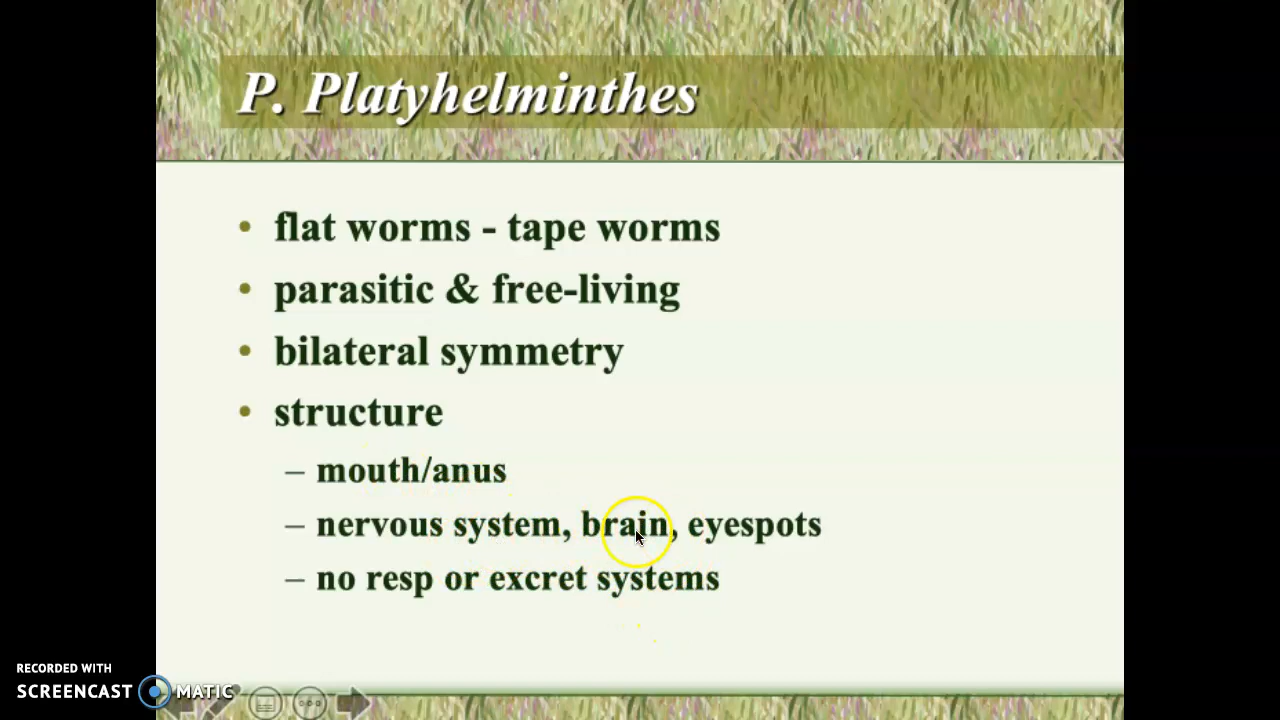 P. Platyhelminthes
• flat worms - tape worms
• parasitic & free-living
• bilateral symmetry
• structure
– mouth/anus
– nervous system, brain, eyespots
– no resp or excret systems
RECORDED WITH
SCREENCAST MATIC